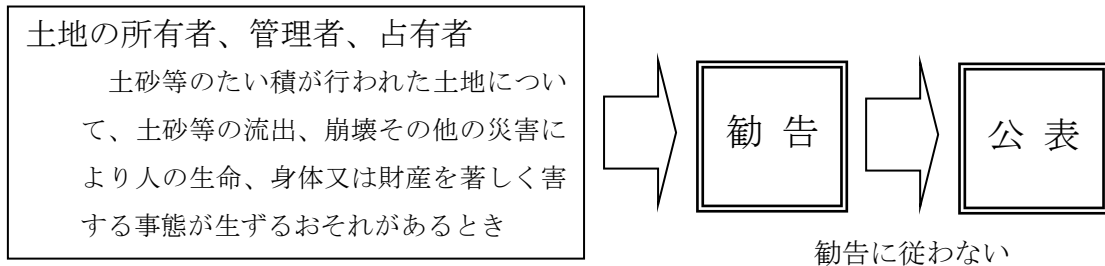 土地の所有者、管理者、占有者
土砂等のたい積が行われた土地につい
て、土砂等の流出、崩壊その他の災害に
より人の生命、身体又は財産を著しく害
する事態が生ずるおそれがあるとき
勧 告
公 表
勧告に従わない